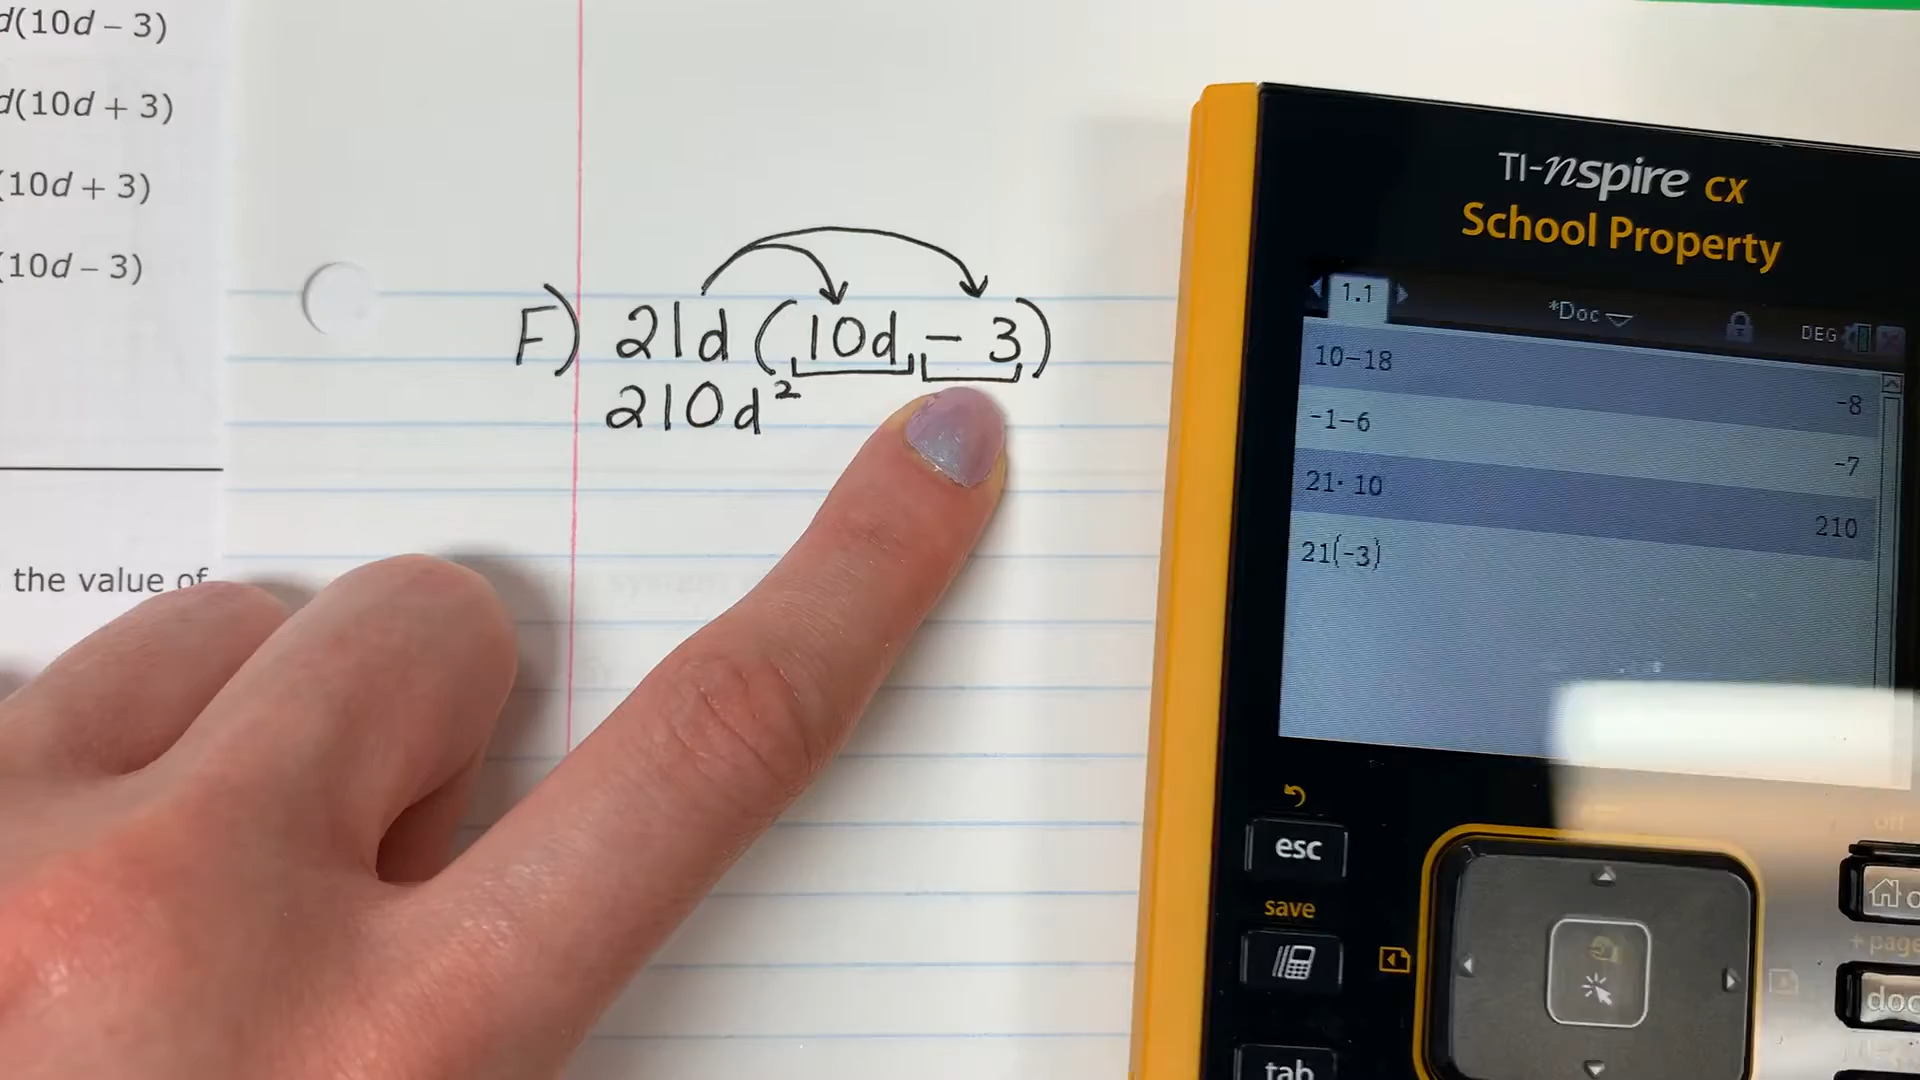 d(10d – 3)
d(10d + 3)
(10d + 3)
(10d – 3)
the value of
F) 21d (10d - 3)
210d²
TI-nspire CX
School Property
1.1
*Doc
DEG
10-18
-8
-1-6
-7
21·10
210
21(-3)
esc
save
+ page
doc
tab